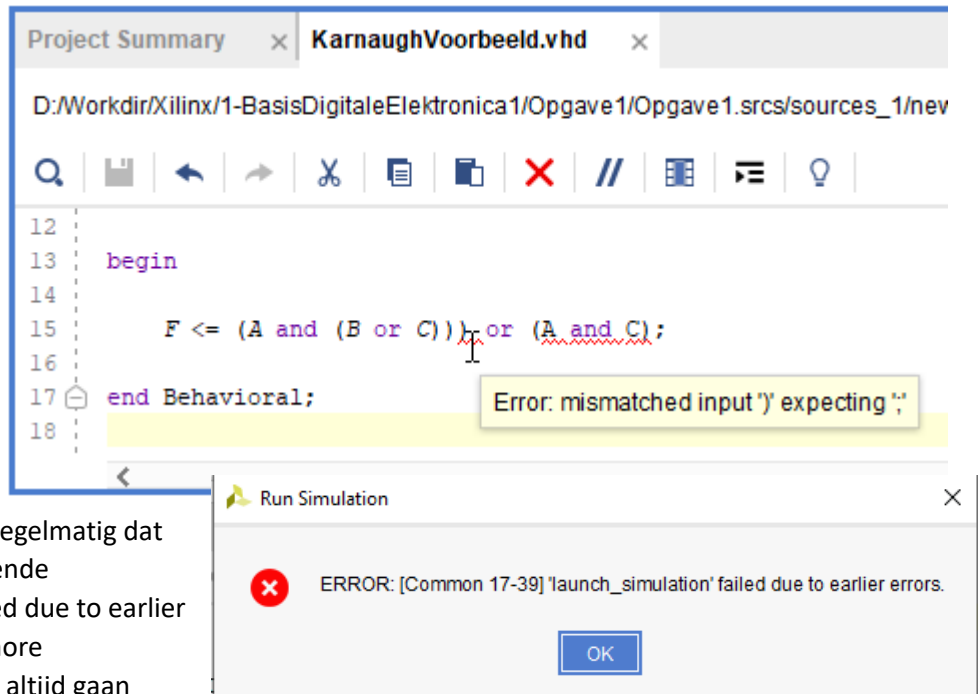 Project Summary × KarnaughVoorbeeld.vhd ×
D:/Workdir/Xilinx/1-BasisDigitaleElektronica1/Opgave1/Opgave1.srcs/sources_1/new
12
13 begin
14
15 F <= (A and (B or C))) or (A and C);
16
17 end Behavioral;
18
Error: mismatched input ')' expecting ';'
Run Simulation
ERROR: [Common 17-39] 'launch_simulation' failed due to earlier errors.
OK
egelmatig dat
ende
ed due to earlier
nore
altijd gaan